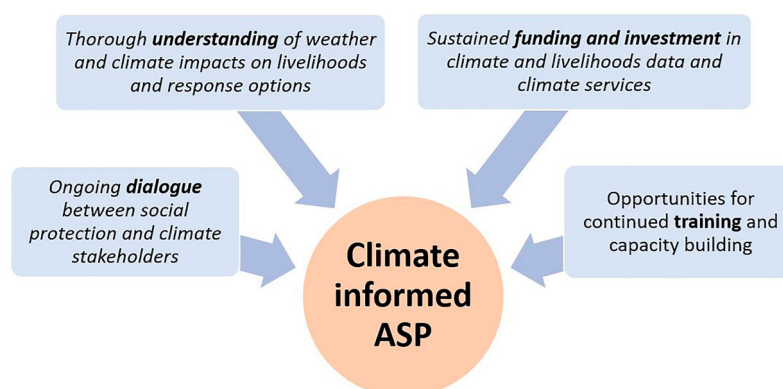 Thorough understanding of weather
and climate impacts on livelihoods
and response options
Sustained funding and investment in
climate and livelihoods data and
climate services
Ongoing dialogue
between social
protection and climate
stakeholders
Opportunities for
continued training and
capacity building
Climate
informed
ASP